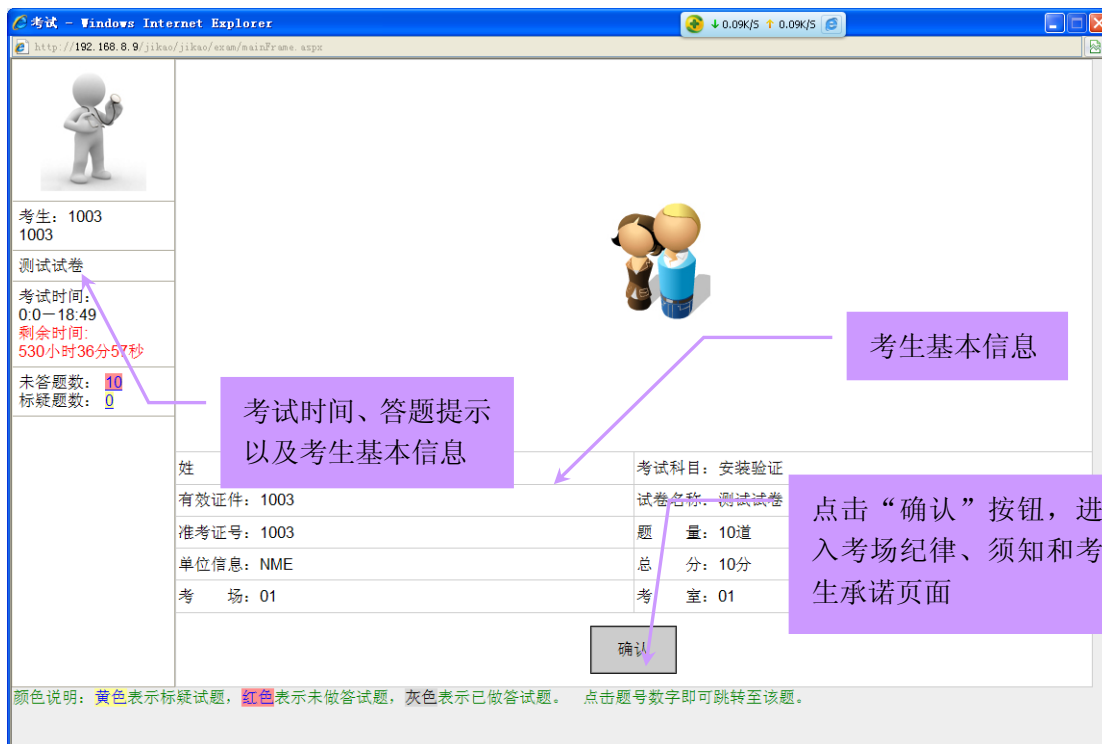 考试 - Windows Internet Explorer
↓ 0.09K/S ↑ 0.09K/S
http://192.168.8.9/jikao/jikao/exam/mainFrame.aspx
考生：1003
1003
测试试卷
考试时间：
0:0－18:49
剩余时间:
530小时36分57秒
未答题数： 10
标疑题数： 0
考生基本信息
考试时间、答题提示
以及考生基本信息
姓
考试科目：安装验证
有效证件：1003
试卷名称：测试试卷
准考证号：1003
题 量：10道
单位信息：NME
总 分：10分
考 场：01
考 室：01
点击“确认”按钮，进
入考场纪律、须知和考
生承诺页面
确认
颜色说明：黄色表示标疑试题，红色表示未做答试题，灰色表示已做答试题。 点击题号数字即可跳转至该题。